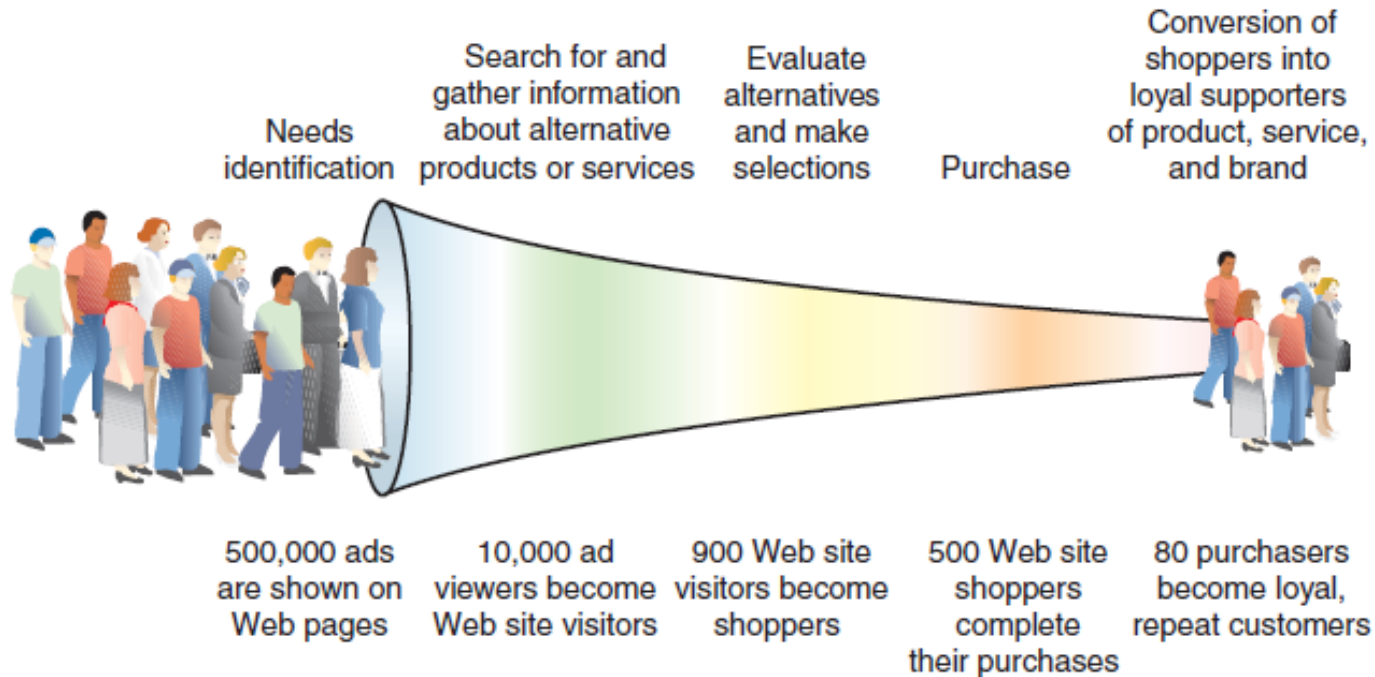 Needs
identification
Search for and
gather information
about alternative
products or services
Evaluate
alternatives
and make
selections
Purchase
Conversion of
shoppers into
loyal supporters
of product, service,
and brand
500,000 ads
are shown on
Web pages
10,000 ad
viewers become
Web site visitors
900 Web site
visitors become
shoppers
500 Web site
shoppers
complete
their purchases
80 purchasers
become loyal,
repeat customers